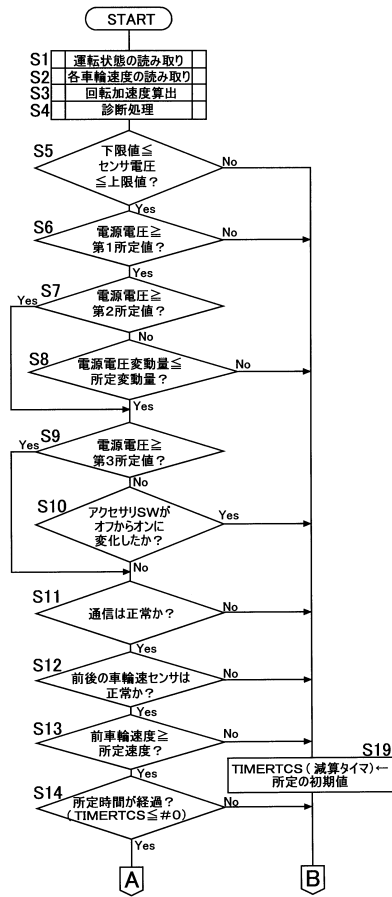 START
S1 運転状態の読み取り
S2 各車輪速度の読み取り
S3 回転加速度算出
S4 診断処理
S5
下限値≦
センサ電圧
≦上限値?
No
Yes
S6
電源電圧≧
第1所定値?
No
Yes
S7
電源電圧≧
第2所定値?
Yes
No
S8
電源電圧変動量≦
所定変動量?
No
Yes
S9
電源電圧≧
第3所定値?
Yes
No
S10
アクセサリSWが
オフからオンに
変化したか?
Yes
No
S11
通信は正常か?
No
Yes
S12
前後の車輪速センサは
正常か?
No
Yes
S13
前車輪速度≧
所定速度?
No
Yes
S19
TIMERTCS(減算タイマ)←
所定の初期値
S14
所定時間が経過?
(TIMERTCS≦#0)
No
Yes
A
B